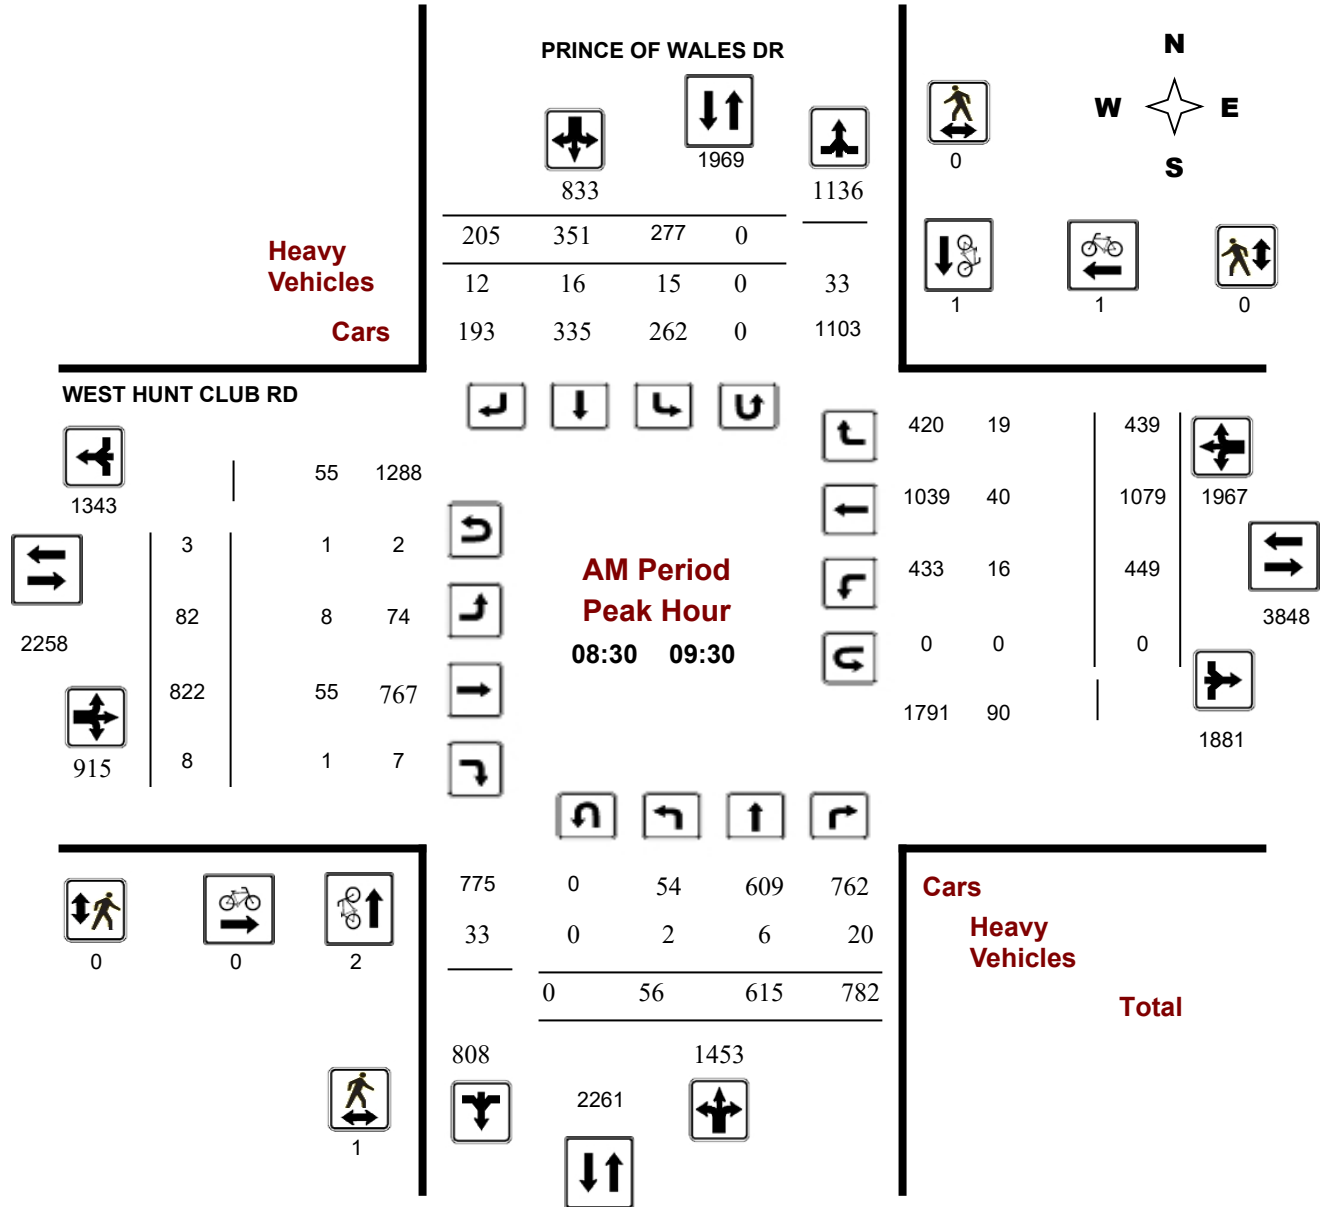 PRINCE OF WALES DR
N
W E
S
1969
833
1136
0
205 351 277 0
Heavy
Vehicles
12 16 15 0 33
1 1 0
Cars
193 335 262 0 1103
WEST HUNT CLUB RD
420 19 439
55 1288
1343
1039 40 1079
1967
3 1 2
AM Period
433 16 449
82 8 74
Peak Hour
3848
2258
08:30 09:30
0 0 0
822 55 767
1791 90
1881
915
8 1 7
775 0 54 609 762
Cars
33 0 2 6 20
Heavy
Vehicles
0 0 2
0 56 615 782
Total
808
1453
2261
1